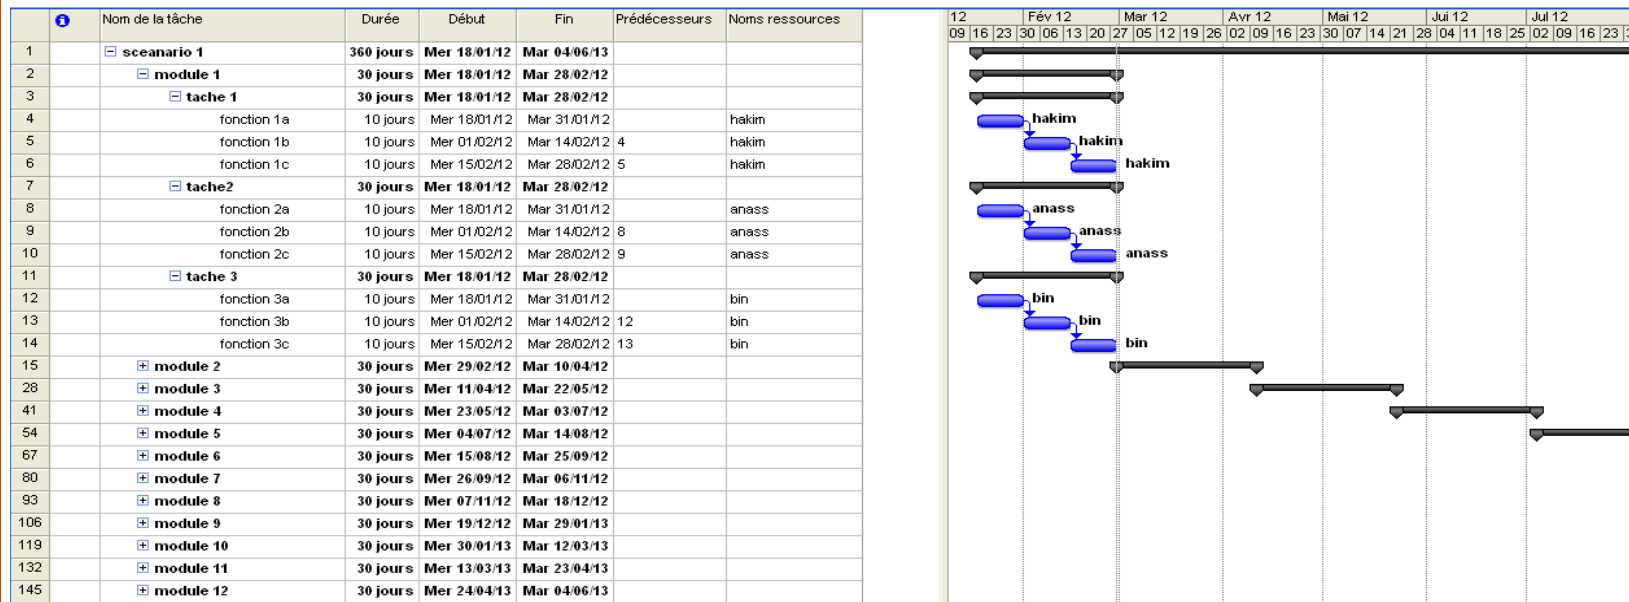 Nom de la tâche Durée Début Fin Prédécesseurs Noms ressources
12 Fév 12 Mar 12 Avr 12 Mai 12 Jui 12 Jul 12
09 16 23 30 06 13 20 27 05 12 19 26 02 09 16 23 30 07 14 21 28 04 11 18 25 02 09 16 23
1 sceanario 1 360 jours Mer 18/01/12 Mar 04/06/13
2 module 1 30 jours Mer 18/01/12 Mar 28/02/12
3 tache 1 30 jours Mer 18/01/12 Mar 28/02/12
4 fonction 1a 10 jours Mer 18/01/12 Mar 31/01/12 hakim hakim
5 fonction 1b 10 jours Mer 01/02/12 Mar 14/02/12 4 hakim hakim
6 fonction 1c 10 jours Mer 15/02/12 Mar 28/02/12 5 hakim hakim
7 tache2 30 jours Mer 18/01/12 Mar 28/02/12
8 fonction 2a 10 jours Mer 18/01/12 Mar 31/01/12 anass anass
9 fonction 2b 10 jours Mer 01/02/12 Mar 14/02/12 8 anass anass
10 fonction 2c 10 jours Mer 15/02/12 Mar 28/02/12 9 anass anass
11 tache 3 30 jours Mer 18/01/12 Mar 28/02/12
12 fonction 3a 10 jours Mer 18/01/12 Mar 31/01/12 bin bin
13 fonction 3b 10 jours Mer 01/02/12 Mar 14/02/12 12 bin bin
14 fonction 3c 10 jours Mer 15/02/12 Mar 28/02/12 13 bin bin
15 module 2 30 jours Mer 29/02/12 Mar 10/04/12
28 module 3 30 jours Mer 11/04/12 Mar 22/05/12
41 module 4 30 jours Mer 23/05/12 Mar 03/07/12
54 module 5 30 jours Mer 04/07/12 Mar 14/08/12
67 module 6 30 jours Mer 15/08/12 Mar 25/09/12
80 module 7 30 jours Mer 26/09/12 Mar 06/11/12
93 module 8 30 jours Mer 07/11/12 Mar 18/12/12
106 module 9 30 jours Mer 19/12/12 Mar 29/01/13
119 module 10 30 jours Mer 30/01/13 Mar 12/03/13
132 module 11 30 jours Mer 13/03/13 Mar 23/04/13
145 module 12 30 jours Mer 24/04/13 Mar 04/06/13